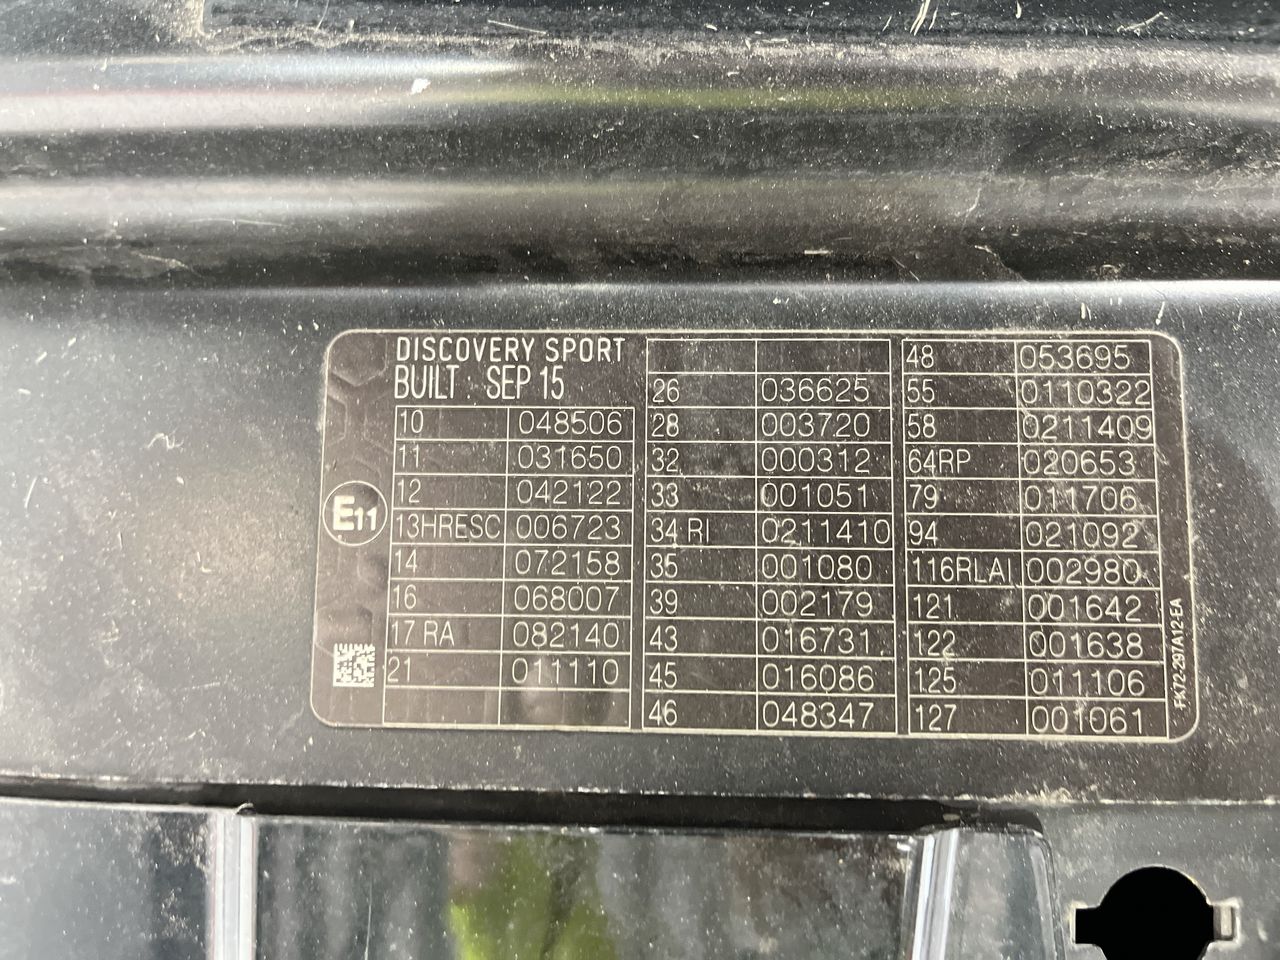 DISCOVERY SPORT
BUILT : SEP 15
E11
10 048506
11 031650
12 042122
13HRESC 006723
14 072158
16 068007
17 RA 082140
21 011110
26 036625
28 003720
32 000312
33 001051
34 RI 0211410
35 001080
39 002179
43 016731
45 016086
46 048347
48 053695
55 0110322
58 0211409
64RP 020653
79 011706
94 021092
116RLAI 002980
121 001642
122 001638
125 011106
127 001061
FK72-297A12-EA